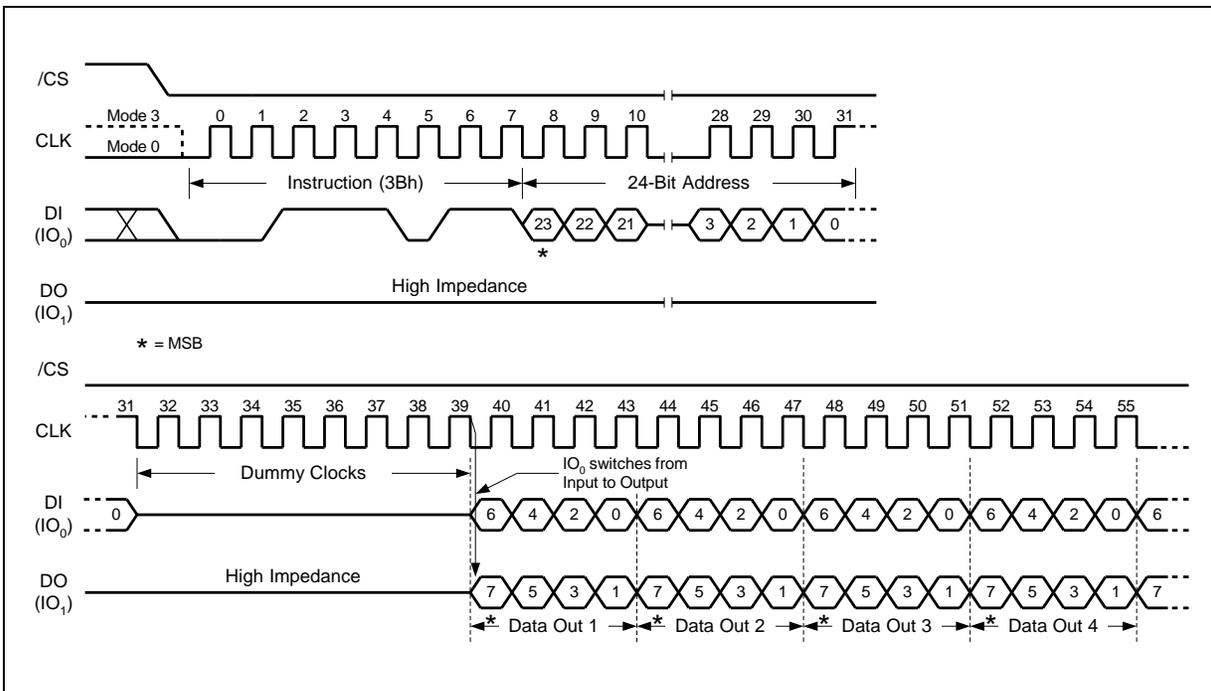 /CS
Mode 3
0 1 2 3 4 5 6 7 8 9 10 28 29 30 31
CLK
Mode 0
Instruction (3Bh) 24-Bit Address
DI
(IO0)
23 22 21 3 2 1 0
*
High Impedance
DO
(IO1)
* = MSB
/CS
31 32 33 34 35 36 37 38 39 40 41 42 43 44 45 46 47 48 49 50 51 52 53 54 55
CLK
Dummy Clocks
IO0 switches from
Input to Output
DI
(IO0)
0 6 4 2 0 6 4 2 0 6 4 2 0 6 4 2 0 6
High Impedance
DO
(IO1)
7 5 3 1 7 5 3 1 7 5 3 1 7 5 3 1 7
* Data Out 1 * Data Out 2 * Data Out 3 * Data Out 4